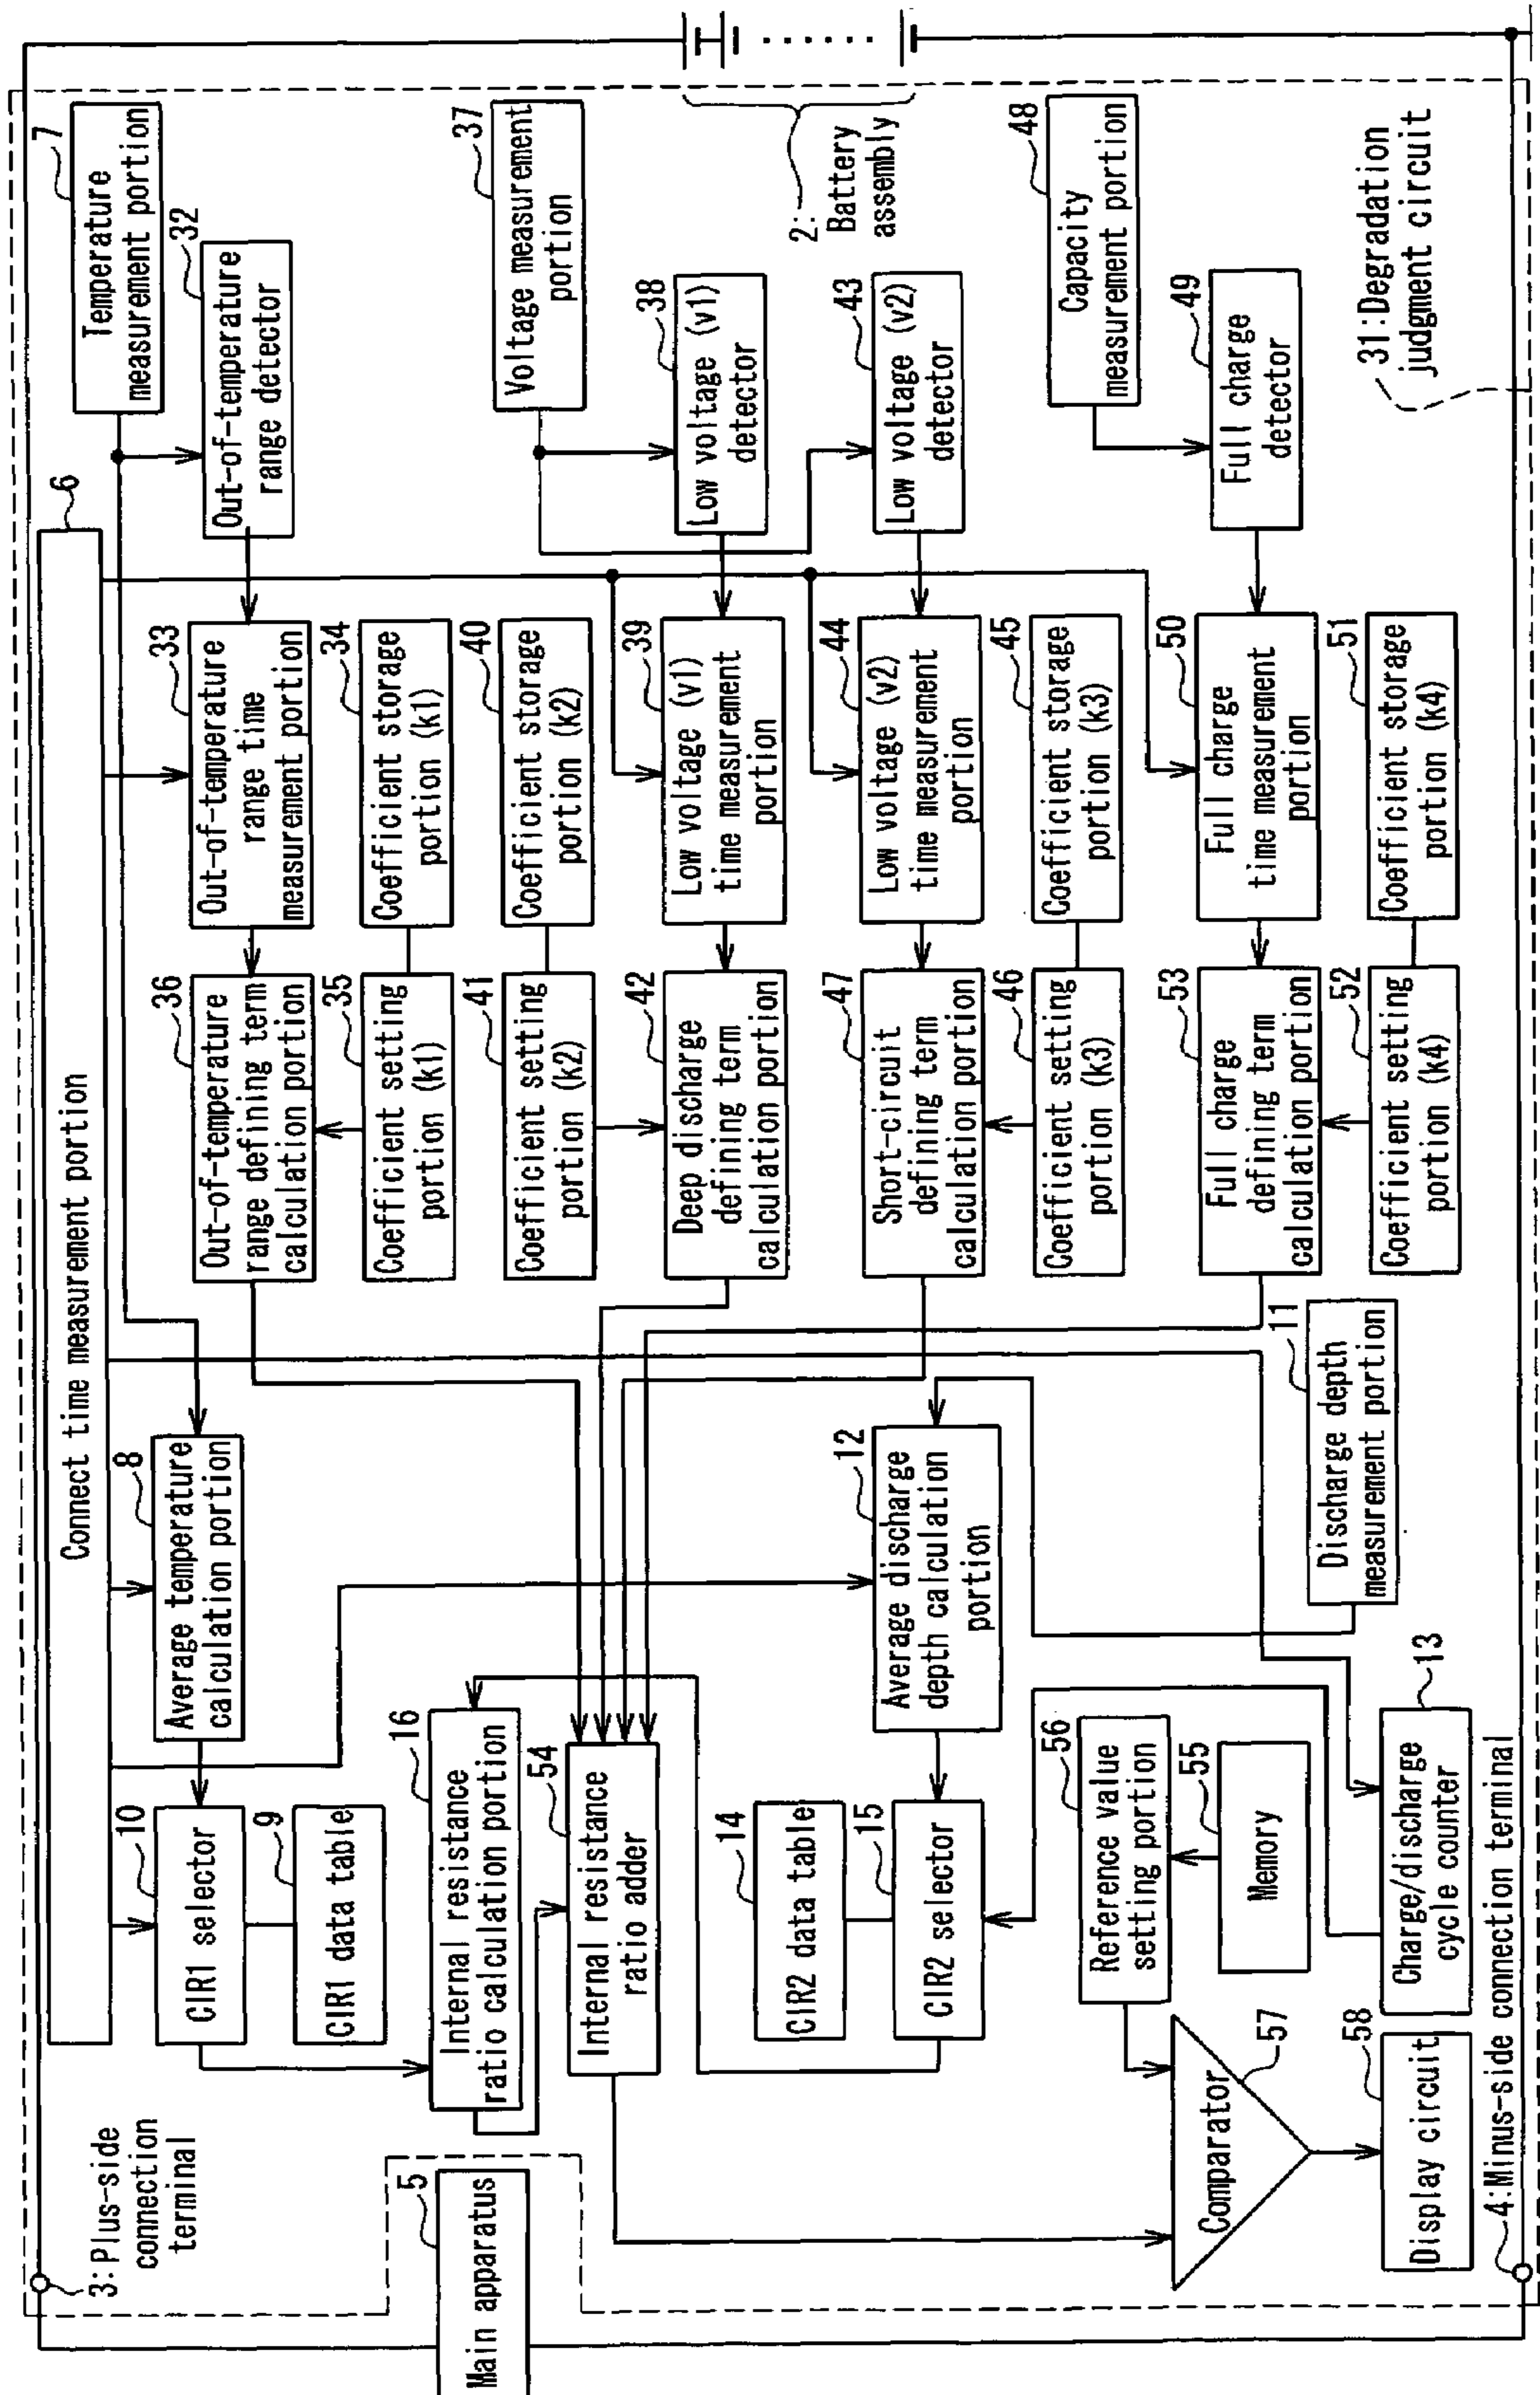 3:Plus-side
connection
terminal
5
Main apparatus
Connect time measurement portion
6
7
Temperature
measurement portion
10
CIR1 selector
9
CIR1 data table
8
Average temperature
calculation portion
36
Out-of-temperature
range defining term
calculation portion
33
Out-of-temperature
range time
measurement portion
32
Out-of-temperature
range detector
35
Coefficient setting
portion (k1)
34
Coefficient storage
portion (k1)
16
Internal resistance
ratio calculation portion
41
Coefficient setting
portion (k2)
40
Coefficient storage
portion (k2)
37
Voltage measurement
portion
54
Internal resistance
ratio adder
42
Deep discharge
defining term
calculation portion
39
Low voltage (v1)
time measurement
portion
38
Low voltage (v1)
detector
14
CIR2 data table
15
CIR2 selector
12
Average discharge
depth calculation
portion
47
Short-circuit
defining term
calculation portion
44
Low voltage (v2)
time measurement
portion
43
Low voltage (v2)
detector
2:
Battery
assembly
46
Coefficient setting
portion (k3)
45
Coefficient storage
portion (k3)
48
Capacity
measurement portion
56
Reference value
setting portion
55
Memory
57
Comparator
53
Full charge
defining term
calculation portion
50
Full charge
time measurement
portion
49
Full charge
detector
11
Discharge depth
measurement portion
52
Coefficient setting
portion (k4)
51
Coefficient storage
portion (k4)
31:Degradation
judgment circuit
58
Display circuit
13
Charge/discharge
cycle counter
4:Minus-side connection terminal